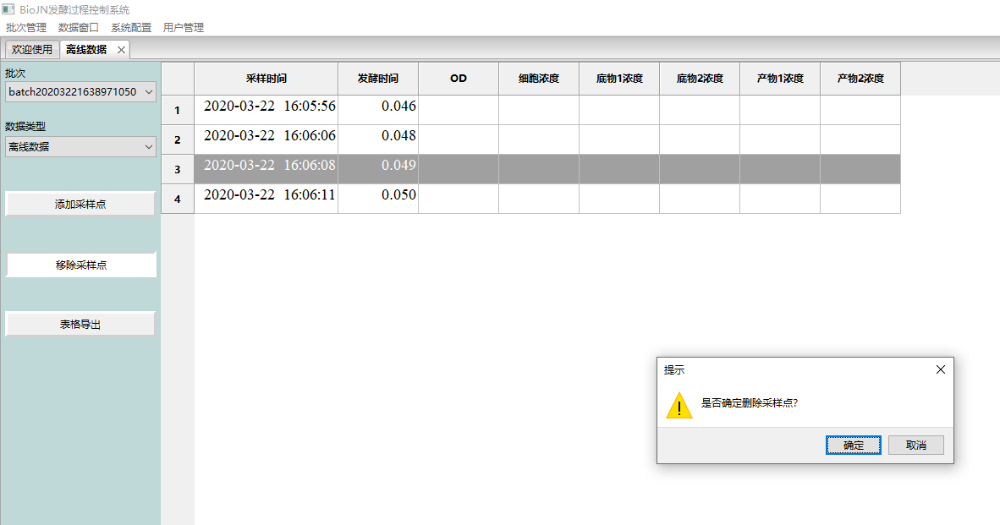 BioJN发酵过程控制系统
批次管理 数据窗口 系统配置 用户管理
欢迎使用 离线数据
批次
batch20203221638971050
数据类型
离线数据
添加采样点
移除采样点
表格导出
采样时间 发酵时间 OD 细胞浓度 底物1浓度 底物2浓度 产物1浓度 产物2浓度
1 2020-03-22 16:05:56 0.046
2 2020-03-22 16:06:06 0.048
3 2020-03-22 16:06:08 0.049
4 2020-03-22 16:06:11 0.050
提示
是否确定删除采样点?
确定 取消